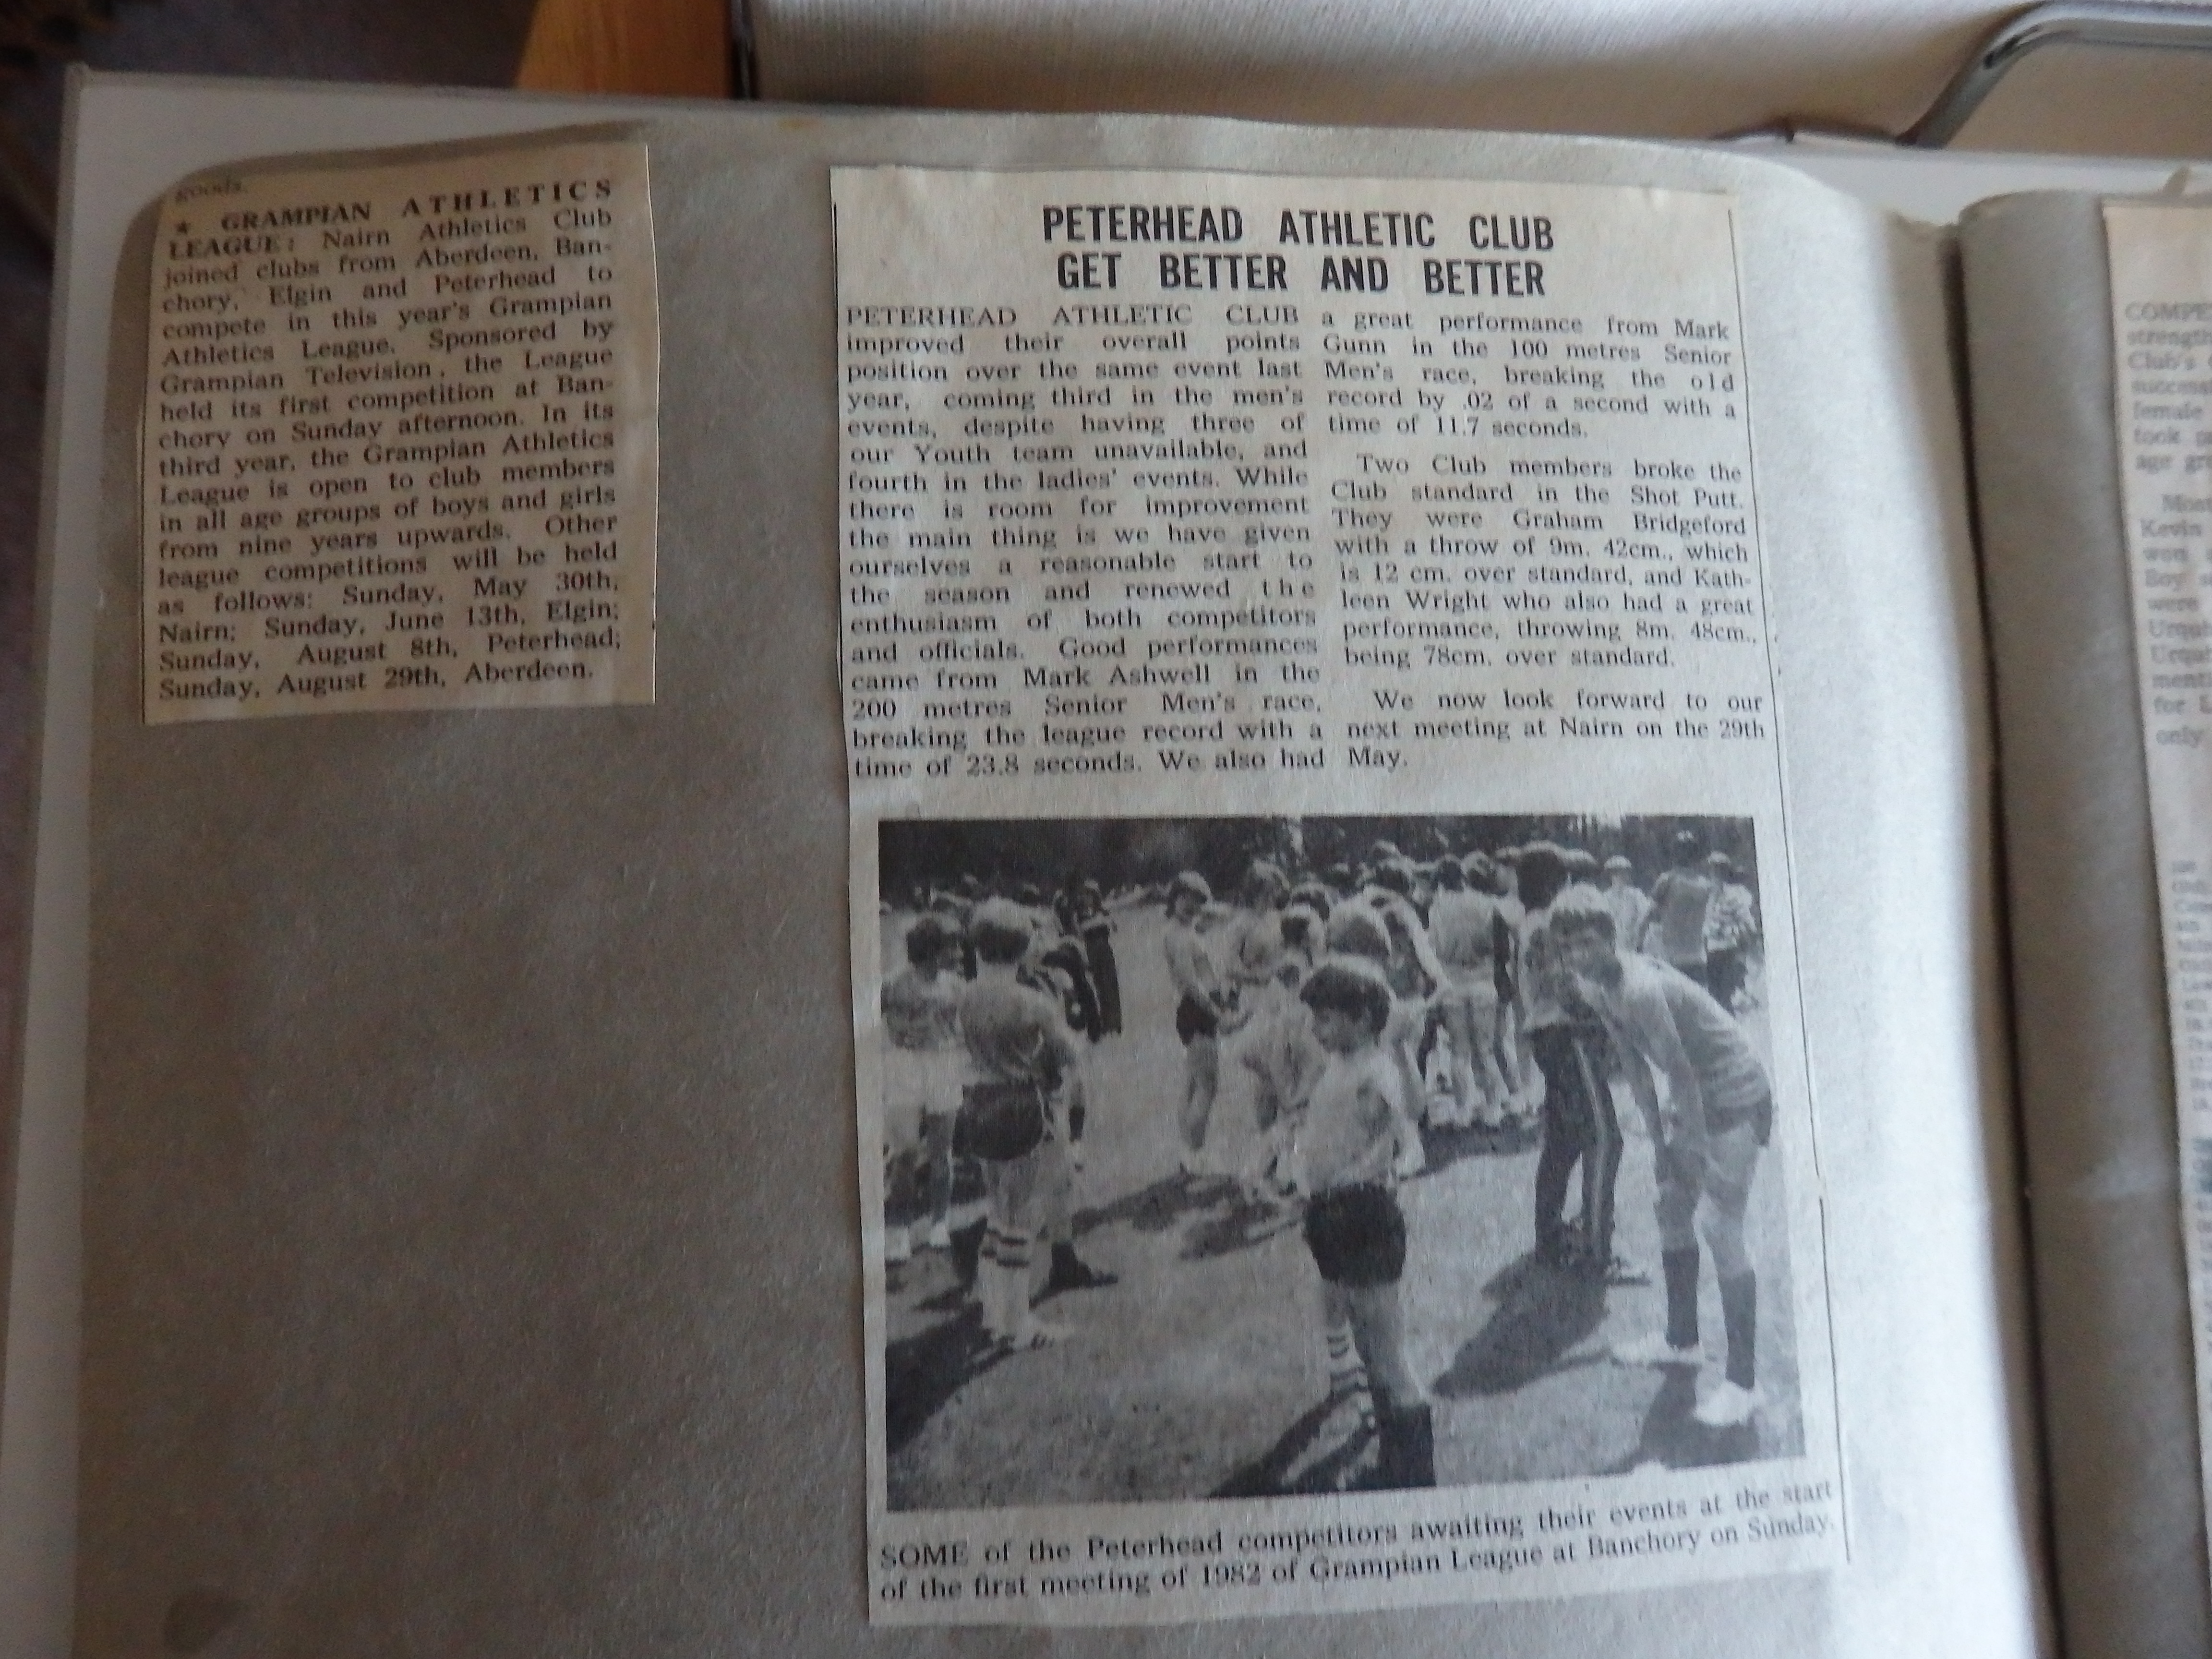 goods.
★ GRAMPIAN ATHLETICS
LEAGUE: Nairn Athletics Club
joined clubs from Aberdeen, Ban-
chory, Elgin and Peterhead to
compete in this year's Grampian
Athletics League. Sponsored by
Grampian Television, the League
held its first competition at Ban-
chory on Sunday afternoon. In its
third year, the Grampian Athletics
League is open to club members
in all age groups of boys and girls
from nine years upwards. Other
league competitions will be held
as follows: Sunday, May 30th,
Nairn; Sunday, June 13th, Elgin;
Sunday, August 8th, Peterhead;
Sunday, August 29th, Aberdeen.
PETERHEAD ATHLETIC CLUB
GET BETTER AND BETTER
PETERHEAD ATHLETIC CLUB
improved their overall points
position over the same event last
year, coming third in the men's
events, despite having three of
our Youth team unavailable, and
fourth in the ladies' events. While
there is room for improvement
the main thing is we have given
ourselves a reasonable start to
the season and renewed the
enthusiasm of both competitors
and officials. Good performances
came from Mark Ashwell in the
200 metres Senior Men's race,
breaking the league record with a
time of 23.8 seconds. We also had
a great performance from Mark
Gunn in the 100 metres Senior
Men's race, breaking the old
record by .02 of a second with a
time of 11.7 seconds.
Two Club members broke the
Club standard in the Shot Putt.
They were Graham Bridgeford
with a throw of 9m. 42cm., which
is 12 cm. over standard, and Kath-
leen Wright who also had a great
performance, throwing 8m. 48cm.,
being 78cm. over standard.
We now look forward to our
next meeting at Nairn on the 29th
May.
SOME of the Peterhead competitors awaiting their events at the start
of the first meeting of 1982 of Grampian League at Banchory on Sunday.
COMPE
strength
Club's
success
female
took
age
Kevin
won
Boy
were
for
only